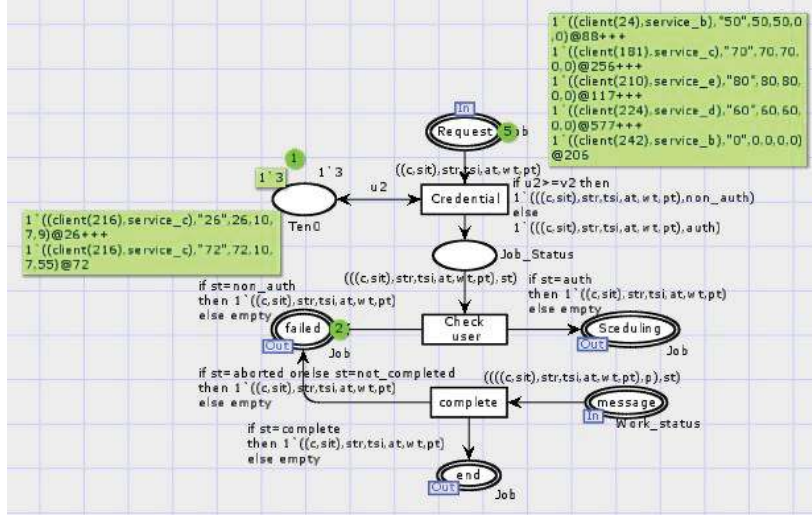 1`((client(24),service_b),"50",50,50,0
,0)@88+++
1`((client(181),service_c),"70",70,70,
0,0)@256+++
1`((client(210),service_e),"80",80,80,
0,0)@117+++
1`((client(224),service_d),"60",60,60,
0,0)@577+++
1`((client(242),service_b),"0",0,0,0,0)
@206
In
Request
5
1
1`3
1`3
((c,sit),str,tsi,at,wt,pt)
u2
Credential
if u2>=v2 then
1`(((c,sit),str,tsi,at,wt,pt),non_auth)
else
1`(((c,sit),str,tsi,at,wt,pt),auth)
Ten0
1`((client(216),service_c),"26",26,10,
7,9)@26+++
1`((client(216),service_c),"72",72,10,
7,55)@72
Job_Status
(((c,sit),str,tsi,at,wt,pt),st)
if st=non_auth
then 1`((c,sit),str,tsi,at,wt,pt)
else empty
if st=auth
then 1`((c,sit),str,tsi,at,wt,pt)
else empty
failed
2
Out
Job
Check
user
Sceduling
Out
Job
if st=aborted orelse st=not_completed
then 1`((c,sit),str,tsi,at,wt,pt)
else empty
((((c,sit),str,tsi,at,wt,pt),p),st)
complete
message
In
Work_status
if st=complete
then 1`((c,sit),str,tsi,at,wt,pt)
else empty
end
Out
Job